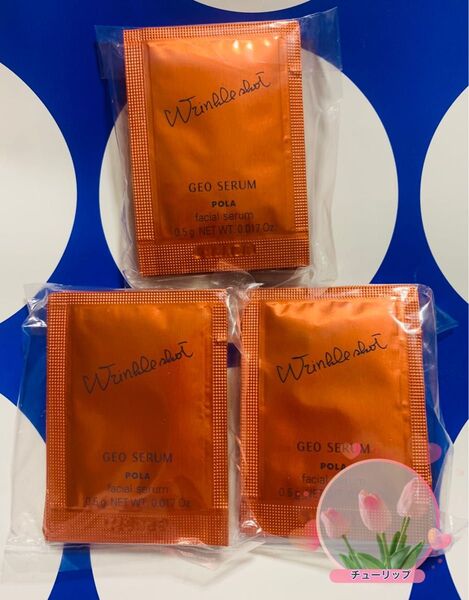 Wrinkle shot
GEO SERUM
POLA
facial serum
0.5 g NET WT. 0.017 Oz.
Wrinkle shot
GEO SERUM
POLA
facial serum
0.5 g NET WT. 0.017 Oz.
Wrinkle shot
GEO SERUM
POLA
facial serum
0.5 g
チューリップ